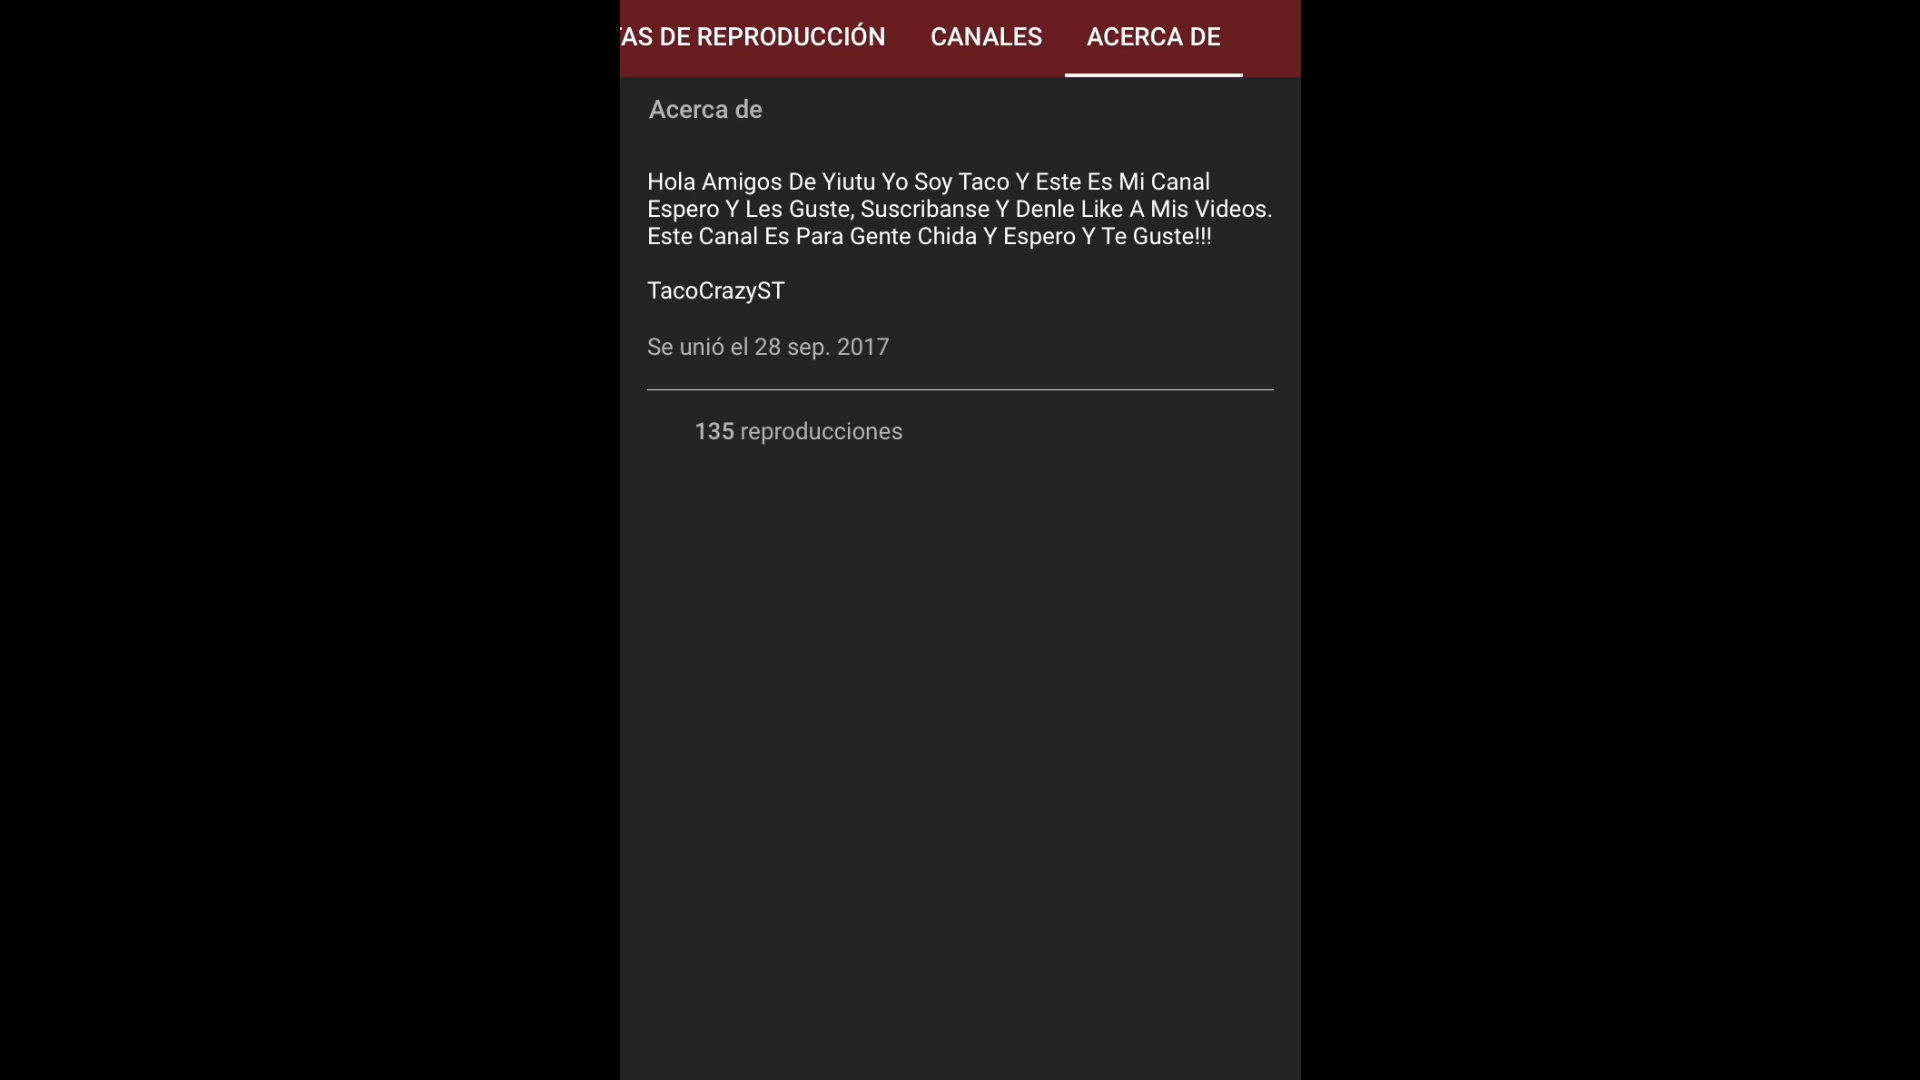 TAS DE REPRODUCCIÓN CANALES ACERCA DE
Acerca de
Hola Amigos De Yiutu Yo Soy Taco Y Este Es Mi Canal
Espero Y Les Guste, Suscribanse Y Denle Like A Mis Videos.
Este Canal Es Para Gente Chida Y Espero Y Te Guste!!!
TacoCrazyST
Se unió el 28 sep. 2017
135 reproducciones